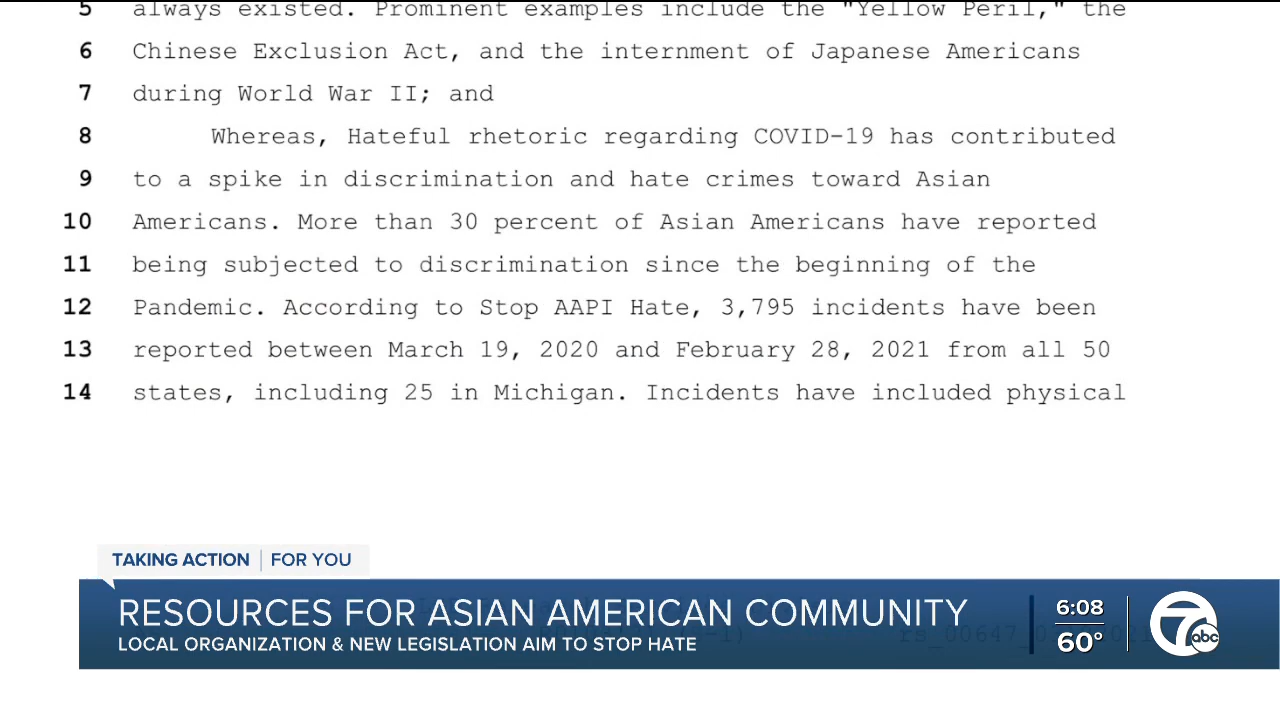 5 always existed. Prominent examples include the "Yellow Peril," the
6 Chinese Exclusion Act, and the internment of Japanese Americans
7 during World War II; and
8 Whereas, Hateful rhetoric regarding COVID-19 has contributed
9 to a spike in discrimination and hate crimes toward Asian
10 Americans. More than 30 percent of Asian Americans have reported
11 being subjected to discrimination since the beginning of the
12 Pandemic. According to Stop AAPI Hate, 3,795 incidents have been
13 reported between March 19, 2020 and February 28, 2021 from all 50
14 states, including 25 in Michigan. Incidents have included physical
TAKING ACTION | FOR YOU
RESOURCES FOR ASIAN AMERICAN COMMUNITY
LOCAL ORGANIZATION & NEW LEGISLATION AIM TO STOP HATE
6:08
60°
7 abc